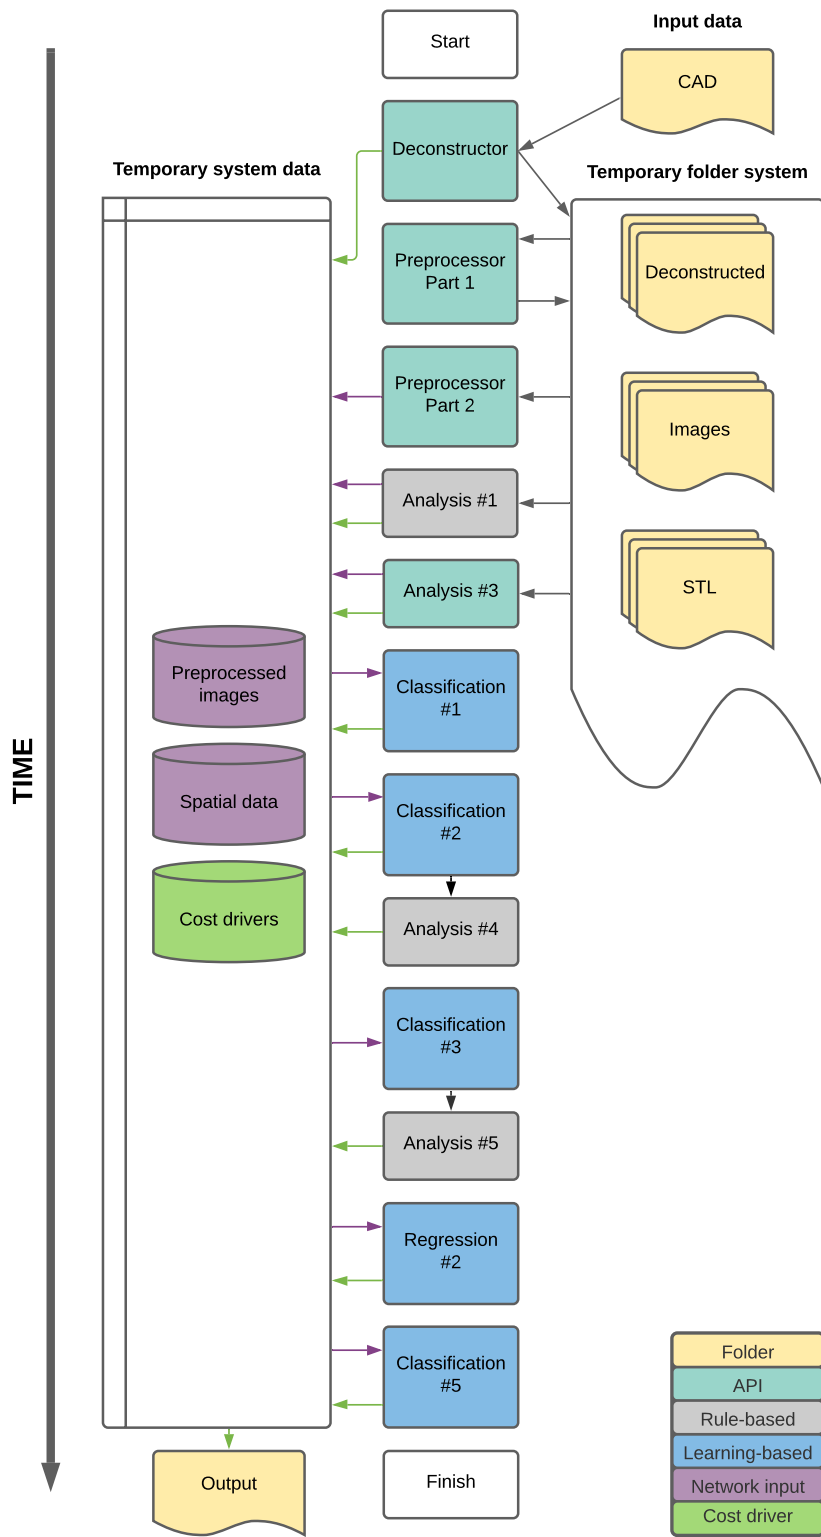 Start
Input data
CAD
Deconstructor
Temporary system data
Temporary folder system
Preprocessor
Part 1
Deconstructed
Preprocessor
Part 2
Images
Analysis #1
Analysis #3
STL
Preprocessed
images
Classification
#1
TIME
Spatial data
Classification
#2
Cost drivers
Analysis #4
Classification
#3
Analysis #5
Regression
#2
Classification
#5
Output
Finish
Folder
API
Rule-based
Learning-based
Network input
Cost driver